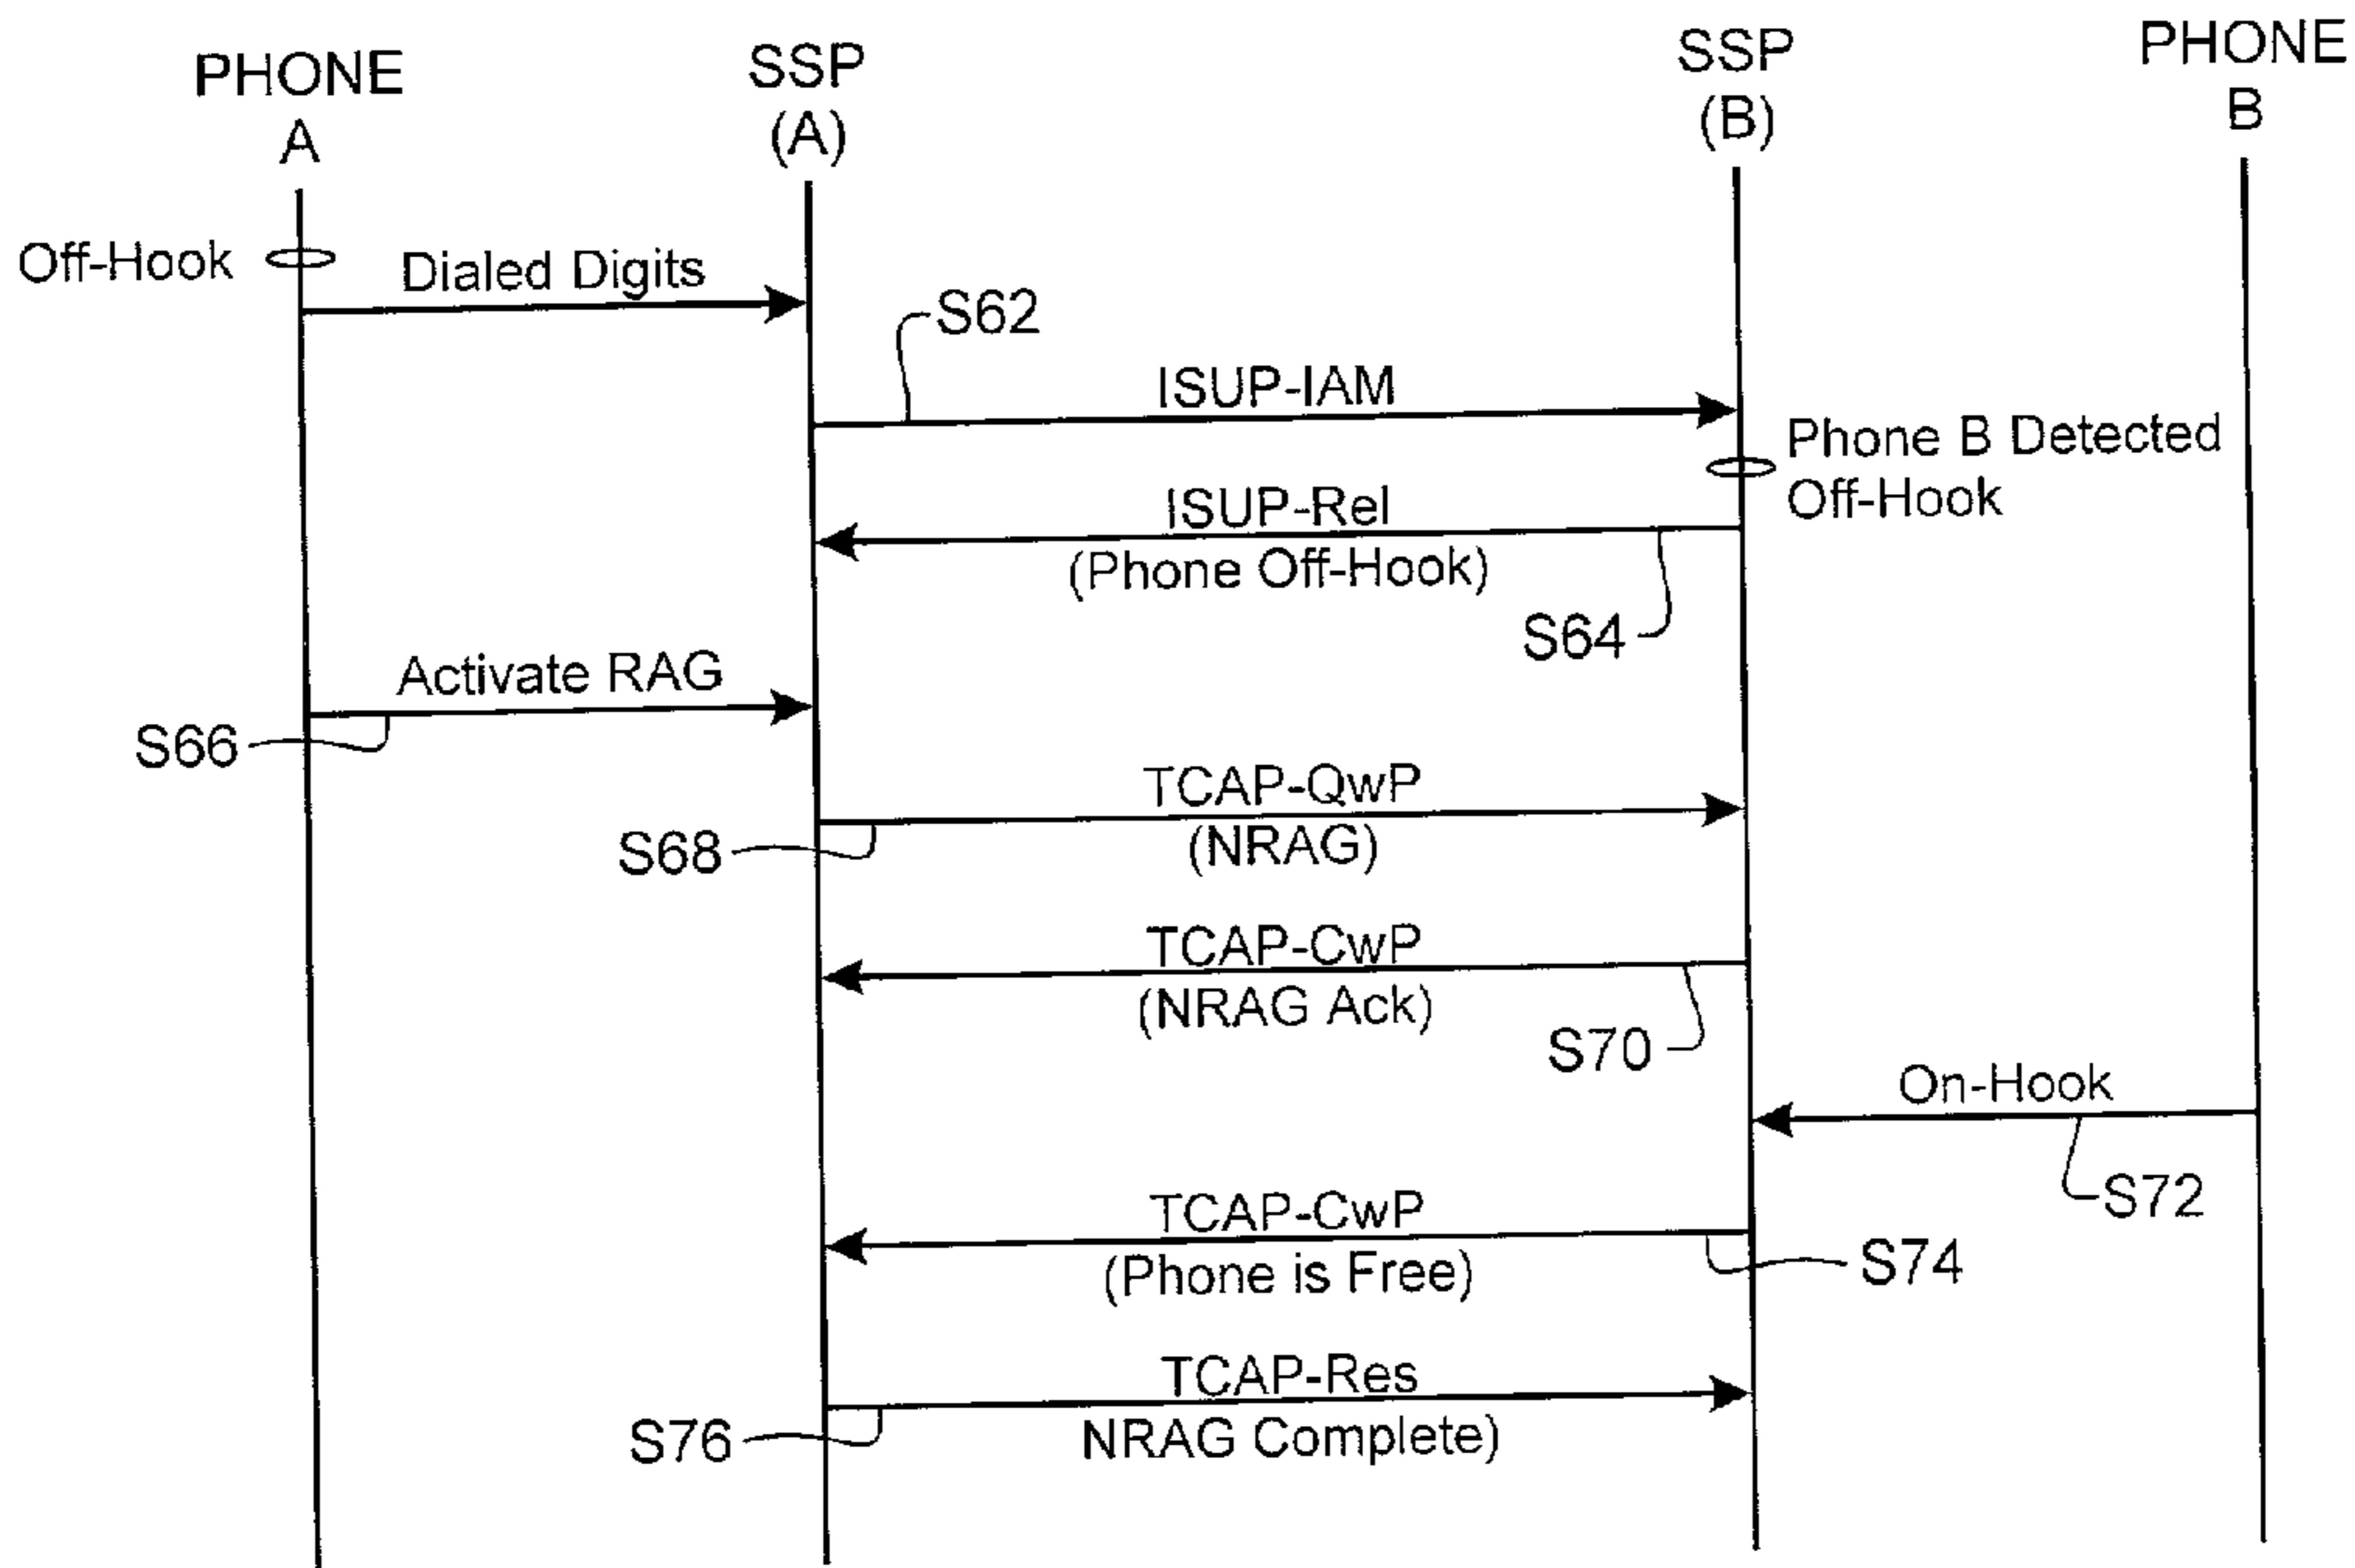 PHONE
A
SSP
(A)
SSP
(B)
PHONE
B
Off-Hook
Dialed Digits
S62
ISUP-IAM
Phone B Detected
Off-Hook
ISUP-Rel
(Phone Off-Hook)
S64
Activate RAG
S66
TCAP-QwP
(NRAG)
S68
TCAP-CwP
(NRAG Ack)
S70
On-Hook
S72
TCAP-CwP
(Phone is Free)
S74
TCAP-Res
NRAG Complete)
S76